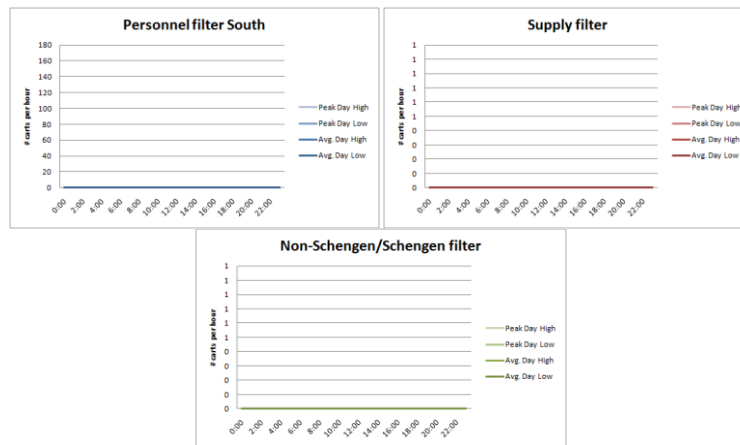 Personnel filter South
# carts per hour
180
160
140
120
100
80
60
40
20
0
0:00 2:00 4:00 6:00 8:00 10:00 12:00 14:00 16:00 18:00 20:00 22:00
Peak Day High
Peak Day Low
Avg. Day High
Avg. Day Low
Supply filter
# carts per hour
1
1
1
1
1
1
0
0
0
0
0
0:00 2:00 4:00 6:00 8:00 10:00 12:00 14:00 16:00 18:00 20:00 22:00
Peak Day High
Peak Day Low
Avg. Day High
Avg. Day Low
Non-Schengen/Schengen filter
# carts per hour
1
1
1
1
1
1
0
0
0
0
0
0:00 2:00 4:00 6:00 8:00 10:00 12:00 14:00 16:00 18:00 20:00 22:00
Peak Day High
Peak Day Low
Avg. Day High
Avg. Day Low